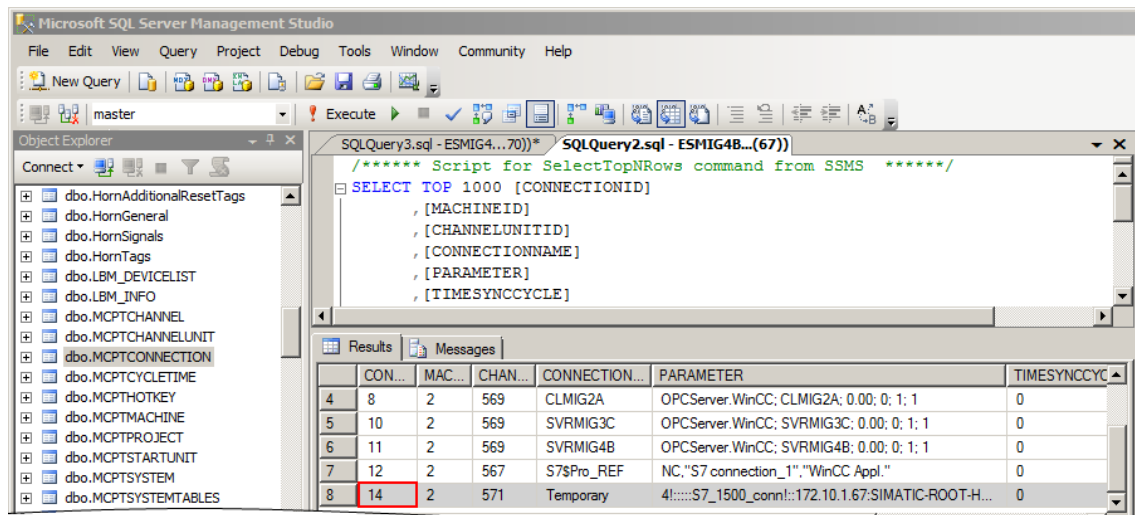 Microsoft SQL Server Management Studio
File Edit View Query Project Debug Tools Window Community Help
New Query
master Execute
Object Explorer
SQLQuery3.sql - ESMIG4...70))* SQLQuery2.sql - ESMIG4B...(67))
Connect
/****** Script for SelectTopNRows command from SSMS ******/
SELECT TOP 1000 [CONNECTIONID]
,[MACHINEID]
,[CHANNELUNITID]
,[CONNECTIONNAME]
,[PARAMETER]
,[TIMESYNCCYCLE]
dbo.HornAdditionalResetTags
dbo.HornGeneral
dbo.HornSignals
dbo.HornTags
dbo.LBM_DEVICELIST
dbo.LBM_INFO
dbo.MCPTCHANNEL
dbo.MCPTCHANNELUNIT
dbo.MCPTCONNECTION
dbo.MCPTCYCLETIME
dbo.MCPTHOTKEY
dbo.MCPTMACHINE
dbo.MCPTPROJECT
dbo.MCPTSTARTUNIT
dbo.MCPTSYSTEM
dbo.MCPTSYSTEMTABLES
Results Messages
CON... MAC... CHAN... CONNECTION... PARAMETER TIMESYNCCYC
4 8 2 569 CLMIG2A OPCServer.WinCC; CLMIG2A; 0.00; 0; 1; 1 0
5 10 2 569 SVRMIG3C OPCServer.WinCC; SVRMIG3C; 0.00; 0; 1; 1 0
6 11 2 569 SVRMIG4B OPCServer.WinCC; SVRMIG4B; 0.00; 0; 1; 1 0
7 12 2 567 S7$Pro_REF NC,"S7 connection_1","WinCC Appl." 0
8 14 2 571 Temporary 4!:::::S7_1500_conn!::172.10.1.67:SIMATIC-ROOT-H... 0